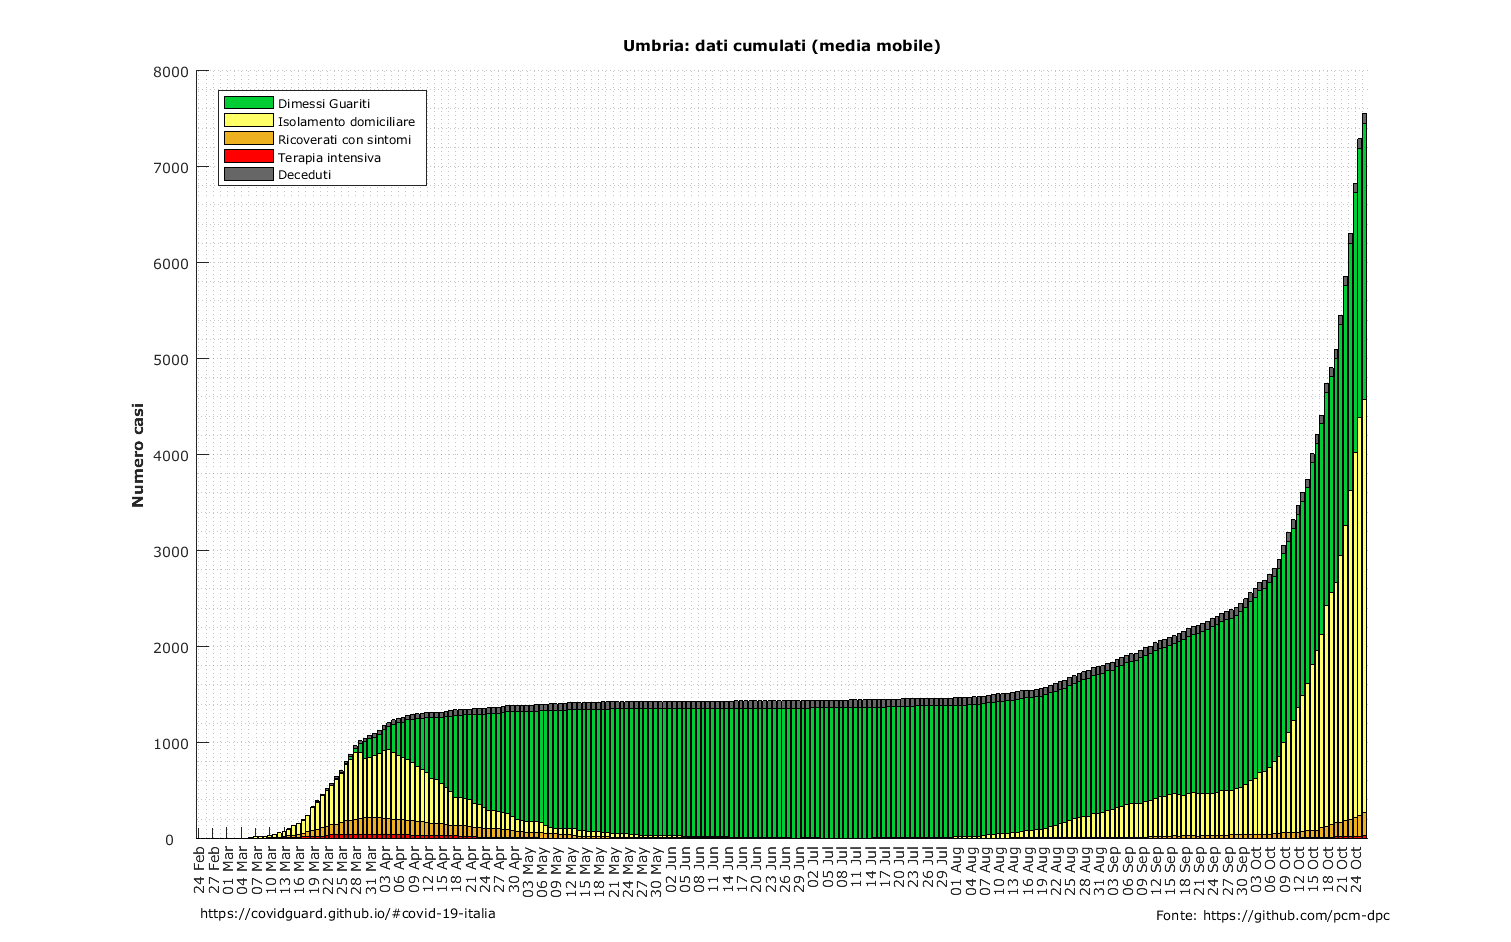 Umbria: dati cumulati (media mobile)
8000
7000
6000
5000
4000
3000
2000
1000
0
Numero casi
Dimessi Guariti
Isolamento domiciliare
Ricoverati con sintomi
Terapia intensiva
Deceduti
24 Feb
27 Feb
01 Mar
04 Mar
07 Mar
10 Mar
13 Mar
16 Mar
19 Mar
22 Mar
25 Mar
28 Mar
31 Mar
03 Apr
06 Apr
09 Apr
12 Apr
15 Apr
18 Apr
21 Apr
24 Apr
27 Apr
30 Apr
03 May
06 May
09 May
12 May
15 May
18 May
21 May
24 May
27 May
30 May
02 Jun
05 Jun
08 Jun
11 Jun
14 Jun
17 Jun
20 Jun
23 Jun
26 Jun
29 Jun
02 Jul
05 Jul
08 Jul
11 Jul
14 Jul
17 Jul
20 Jul
23 Jul
26 Jul
29 Jul
01 Aug
04 Aug
07 Aug
10 Aug
13 Aug
16 Aug
19 Aug
22 Aug
25 Aug
28 Aug
31 Aug
03 Sep
06 Sep
09 Sep
12 Sep
15 Sep
18 Sep
21 Sep
24 Sep
27 Sep
30 Sep
03 Oct
06 Oct
09 Oct
12 Oct
15 Oct
18 Oct
21 Oct
24 Oct
https://covidguard.github.io/#covid-19-italia
Fonte: https://github.com/pcm-dpc